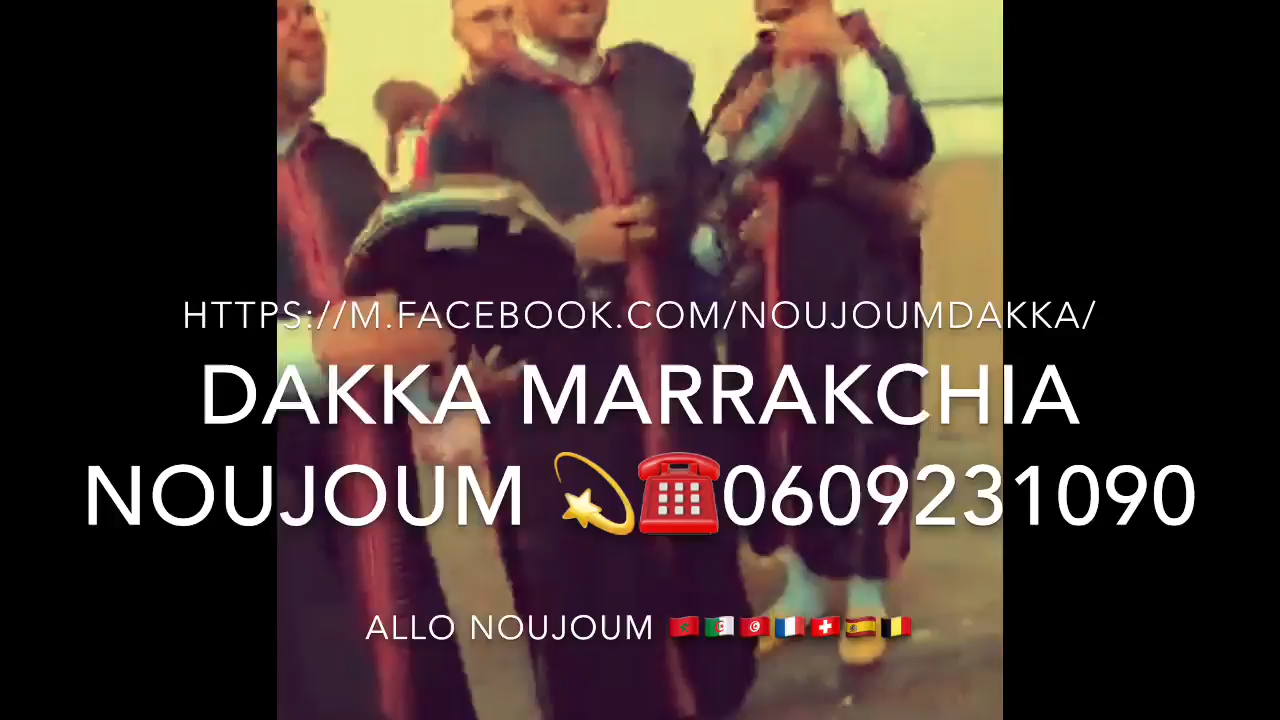 HTTPS://M.FACEBOOK.COM/NOUJOUMDAKKA/
DAKKA MARRAKCHIA
NOUJOUM 💫☎️0609231090
ALLO NOUJOUM 🇲🇦🇩🇿🇹🇳🇫🇷🇨🇭🇪🇸🇧🇪